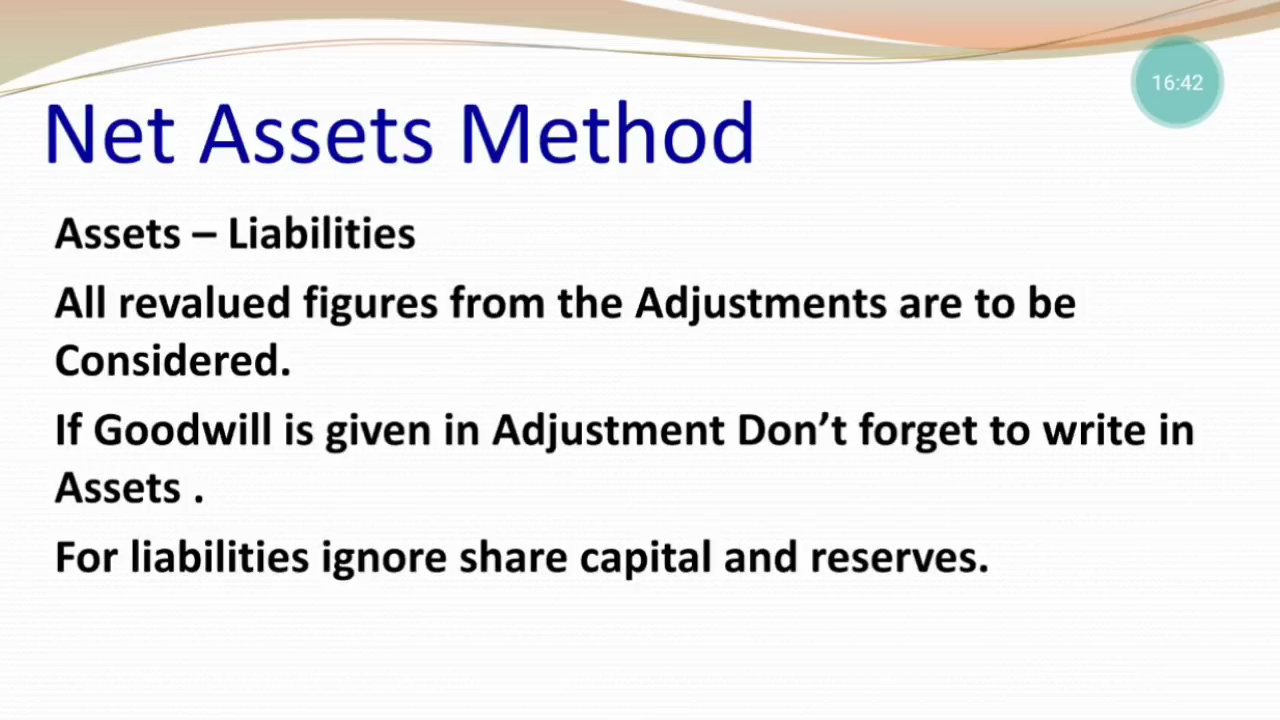 16:42
Net Assets Method
Assets – Liabilities
All revalued figures from the Adjustments are to be
Considered.
If Goodwill is given in Adjustment Don’t forget to write in
Assets .
For liabilities ignore share capital and reserves.